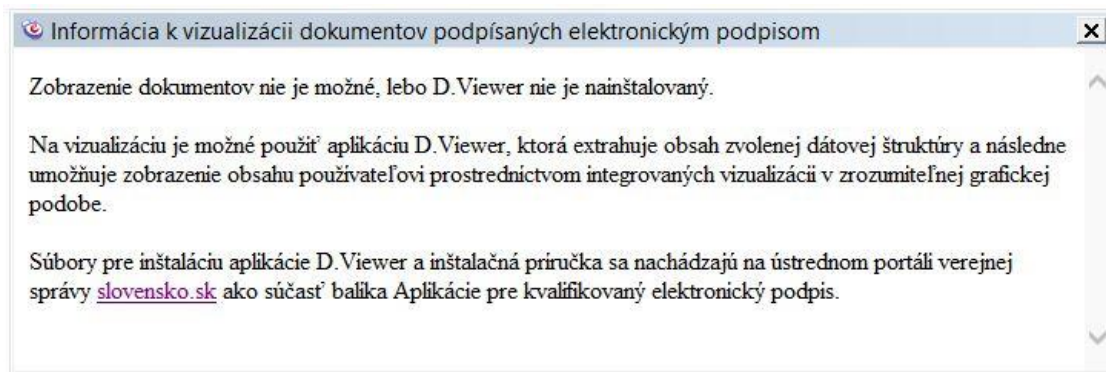 Informácia k vizualizácii dokumentov podpísaných elektronickým podpisom
Zobrazenie dokumentov nie je možné, lebo D.Viewer nie je nainštalovaný.
Na vizualizáciu je možné použiť aplikáciu D.Viewer, ktorá extrahuje obsah zvolenej dátovej štruktúry a následne
umožňuje zobrazenie obsahu používateľovi prostredníctvom integrovaných vizualizácii v zrozumiteľnej grafickej
podobe.
Súbory pre inštaláciu aplikácie D.Viewer a inštalačná príručka sa nachádzajú na ústrednom portáli verejnej
správy slovensko.sk ako súčasť balíka Aplikácie pre kvalifikovaný elektronický podpis.